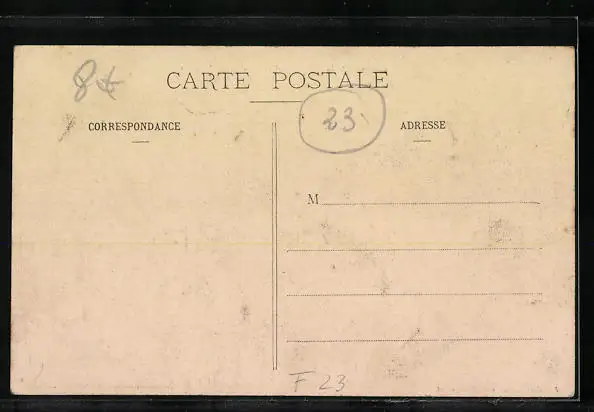 8
CARTE POSTALE
23
CORRESPONDANCE
ADRESSE
M
F 23